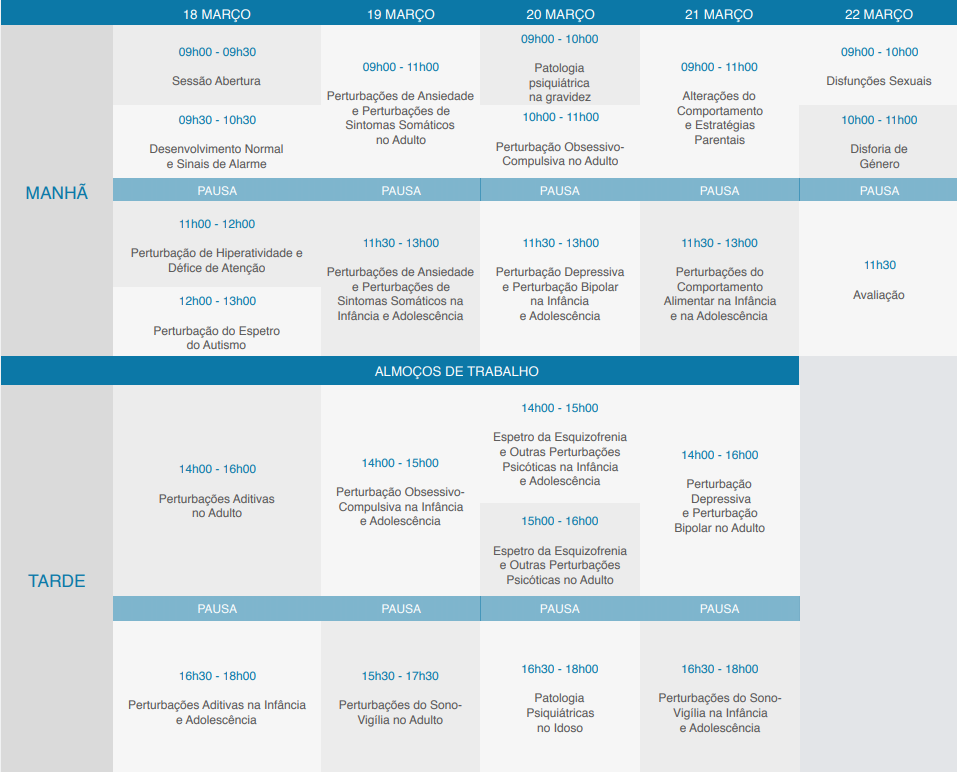 18 MARÇO
19 MARÇO
20 MARÇO
21 MARÇO
22 MARÇO
MANHÃ
09h00 - 09h30
Sessão Abertura
09h30 - 10h30
Desenvolvimento Normal
e Sinais de Alarme
09h00 - 11h00
Perturbações de Ansiedade
e Perturbações de
Sintomas Somáticos
no Adulto
09h00 - 10h00
Patologia
psiquiátrica
na gravidez
10h00 - 11h00
Perturbação Obsessivo-
Compulsiva no Adulto
09h00 - 11h00
Alterações do
Comportamento
e Estratégias
Parentais
09h00 - 10h00
Disfunções Sexuais
10h00 - 11h00
Disforia de
Género
PAUSA
PAUSA
PAUSA
PAUSA
PAUSA
11h00 - 12h00
Perturbação de Hiperatividade e
Défice de Atenção
12h00 - 13h00
Perturbação do Espetro
do Autismo
11h30 - 13h00
Perturbações de Ansiedade
e Perturbações de
Sintomas Somáticos na
Infância e Adolescência
11h30 - 13h00
Perturbação Depressiva
e Perturbação Bipolar
na Infância
e Adolescência
11h30 - 13h00
Perturbações do
Comportamento
Alimentar na Infância
e na Adolescência
11h30
Avaliação
ALMOÇOS DE TRABALHO
TARDE
14h00 - 16h00
Perturbações Aditivas
no Adulto
14h00 - 15h00
Perturbação Obsessivo-
Compulsiva na Infância
e Adolescência
14h00 - 15h00
Espetro da Esquizofrenia
e Outras Perturbações
Psicóticas na Infância
e Adolescência
15h00 - 16h00
Espetro da Esquizofrenia
e Outras Perturbações
Psicóticas no Adulto
14h00 - 16h00
Perturbação
Depressiva
e Perturbação
Bipolar no Adulto
PAUSA
PAUSA
PAUSA
PAUSA
16h30 - 18h00
Perturbações Aditivas na Infância
e Adolescência
15h30 - 17h30
Perturbações do Sono-
Vigília no Adulto
16h30 - 18h00
Patologia
Psiquiátricas
no Idoso
16h30 - 18h00
Perturbações do Sono-
Vigília na Infância
e Adolescência